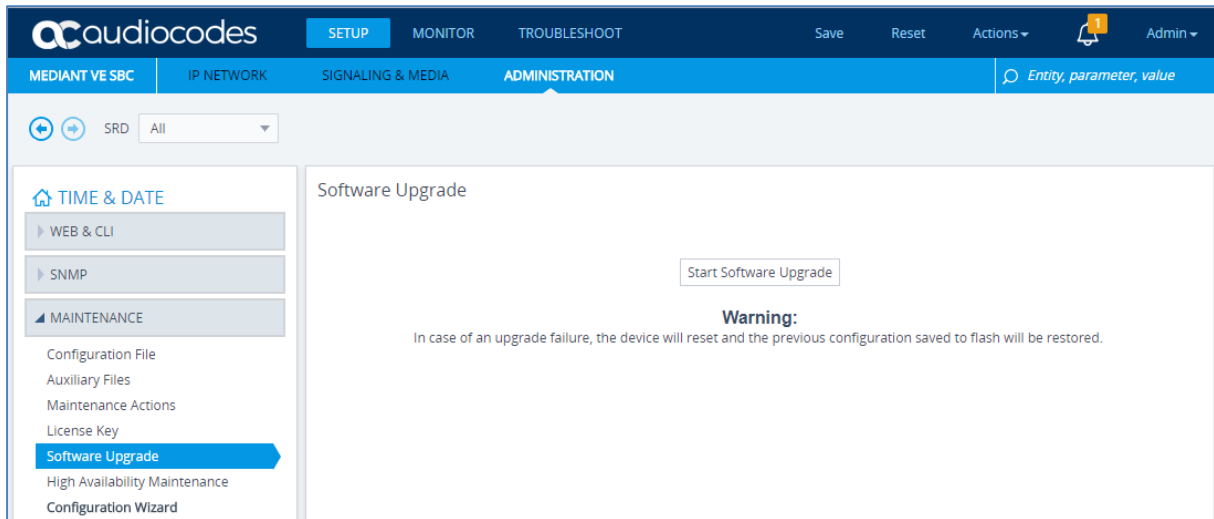 audiocodes SETUP MONITOR TROUBLESHOOT Save Reset Actions 1 Admin
MEDIANT VE SBC IP NETWORK SIGNALING & MEDIA ADMINISTRATION Entity, parameter, value
SRD All
TIME & DATE
WEB & CLI
SNMP
MAINTENANCE
Configuration File
Auxiliary Files
Maintenance Actions
License Key
Software Upgrade
High Availability Maintenance
Configuration Wizard
Software Upgrade
Start Software Upgrade
Warning:
In case of an upgrade failure, the device will reset and the previous configuration saved to flash will be restored.